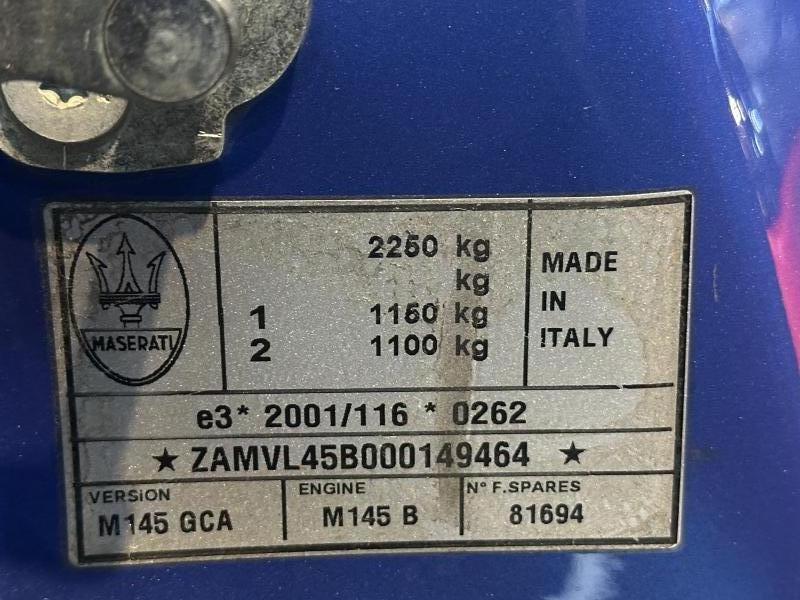 MASERATI
2250 kg
kg
1 1150 kg
2 1100 kg
MADE
IN
ITALY
e3* 2001/116 * 0262
★ ZAMVL45B000149464 ★
VERSION
M145 GCA
ENGINE
M145 B
Nº F.SPARES
81694